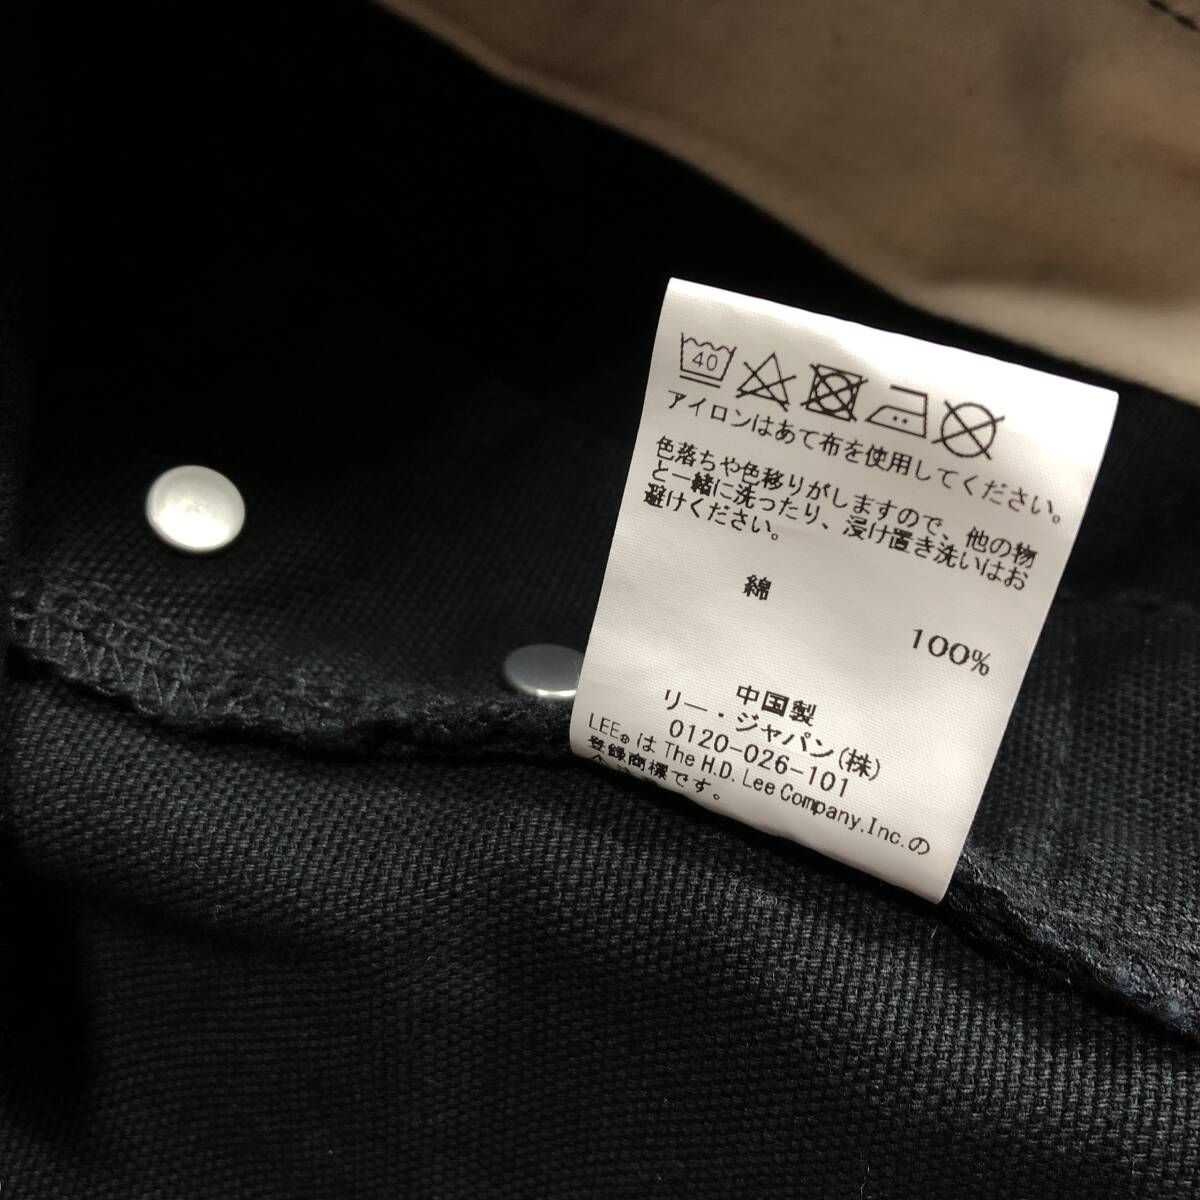 40
アイロンはあて布を使用してください。
色落ちや色移りがしますので、他の物
と一緒に洗ったり、浸け置き洗いはお
避けください。
綿
100%
中国製
リー・ジャパン(株)
0120-026-101
LEE®は The H.D. Lee Company, Inc.の
登録商標です。